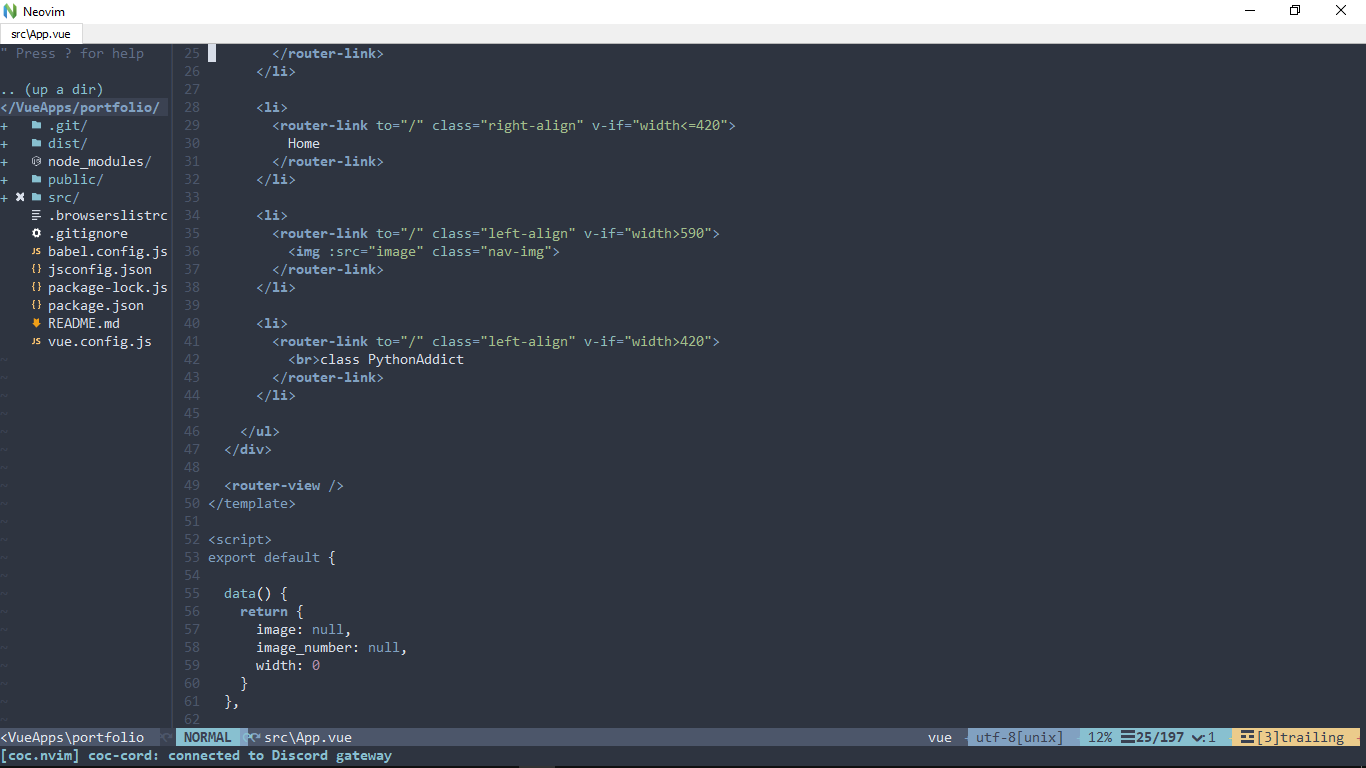 Neovim
src\App.vue
" Press ? for help
.. (up a dir)
</VueApps/portfolio/
+ .git/
+ dist/
+ node_modules/
+ public/
+ ✖ src/
.browserslistrc
.gitignore
babel.config.js
jsconfig.json
package-lock.js
package.json
README.md
vue.config.js
25 </router-link>
26 </li>
27
28 <li>
29 <router-link to="/" class="right-align" v-if="width<=420">
30 Home
31 </router-link>
32 </li>
33
34 <li>
35 <router-link to="/" class="left-align" v-if="width>590">
36 <img :src="image" class="nav-img">
37 </router-link>
38 </li>
39
40 <li>
41 <router-link to="/" class="left-align" v-if="width>420">
42 <br>class PythonAddict
43 </router-link>
44 </li>
45
46 </ul>
47 </div>
48
49 <router-view />
50 </template>
51
52 <script>
53 export default {
54
55 data() {
56 return {
57 image: null,
58 image_number: null,
59 width: 0
60 }
61 },
62
<VueApps\portfolio NORMAL src\App.vue vue utf-8[unix] 12% ☰25/197 :1 [3]trailing
[coc.nvim] coc-cord: connected to Discord gateway